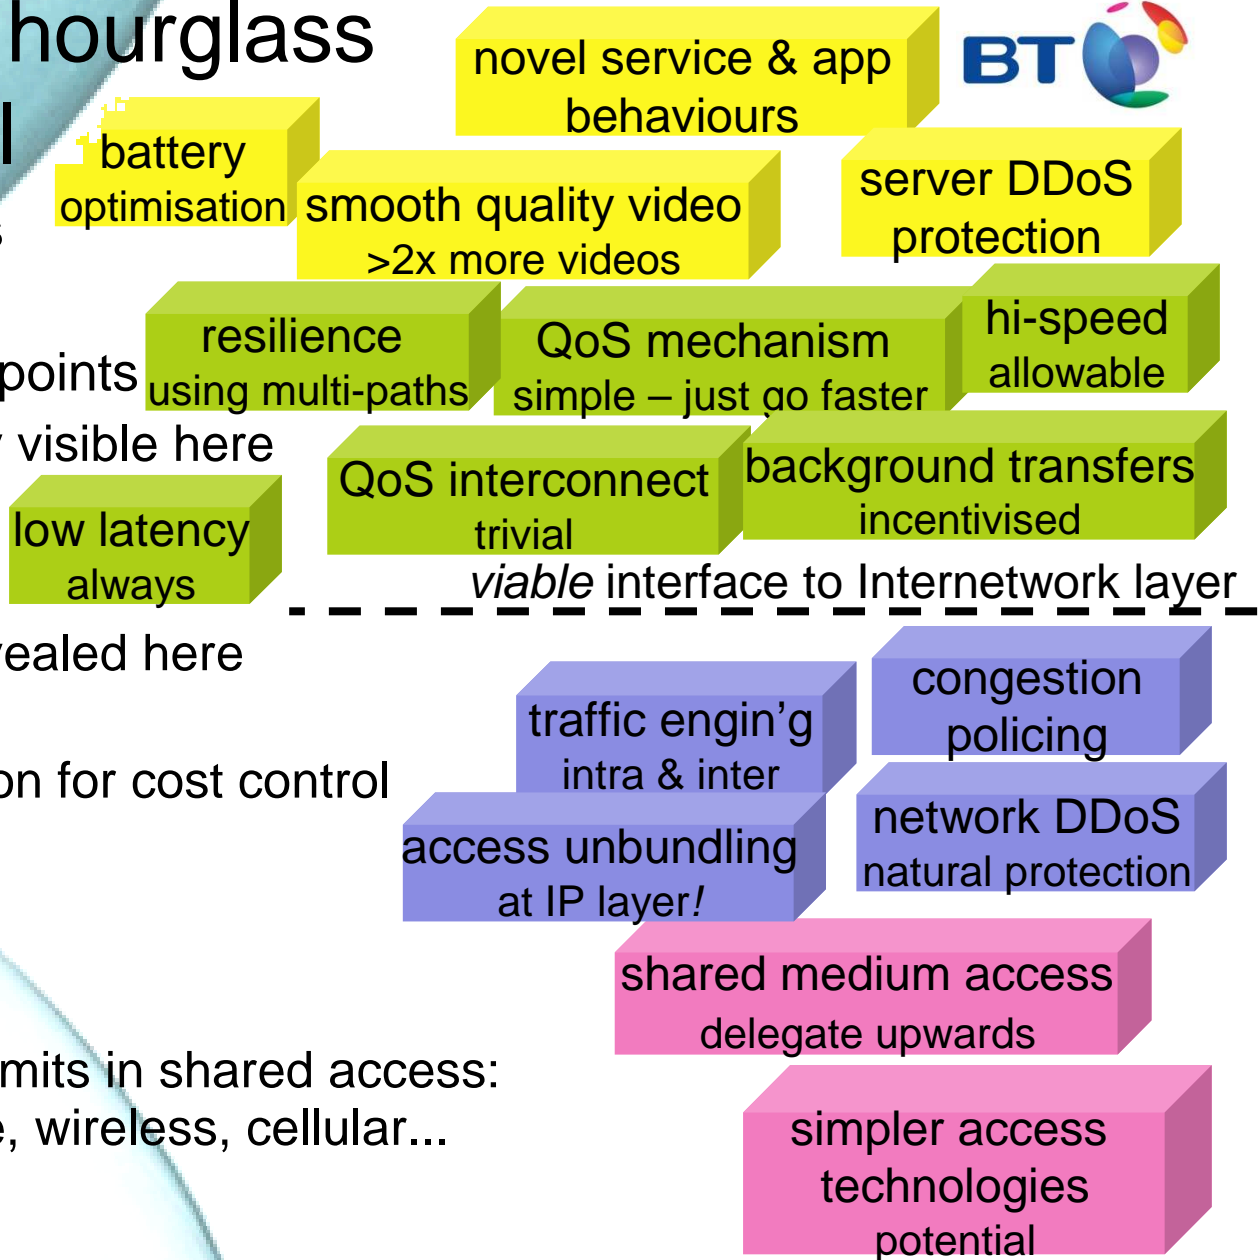 hourglass
BT
novel service & app
behaviours
battery
optimisation
smooth quality video
>2x more videos
server DDoS
protection
resilience
using multi-paths
QoS mechanism
simple – just go faster
hi-speed
allowable
points
visible here
QoS interconnect
trivial
background transfers
incentivised
low latency
always
viable interface to Internetwork layer
here
traffic engin’g
intra & inter
congestion
policing
for cost control
access unbundling
at IP layer!
network DDoS
natural protection
shared medium access
delegate upwards
in shared access:
wireless, cellular...
simpler access
technologies
potential